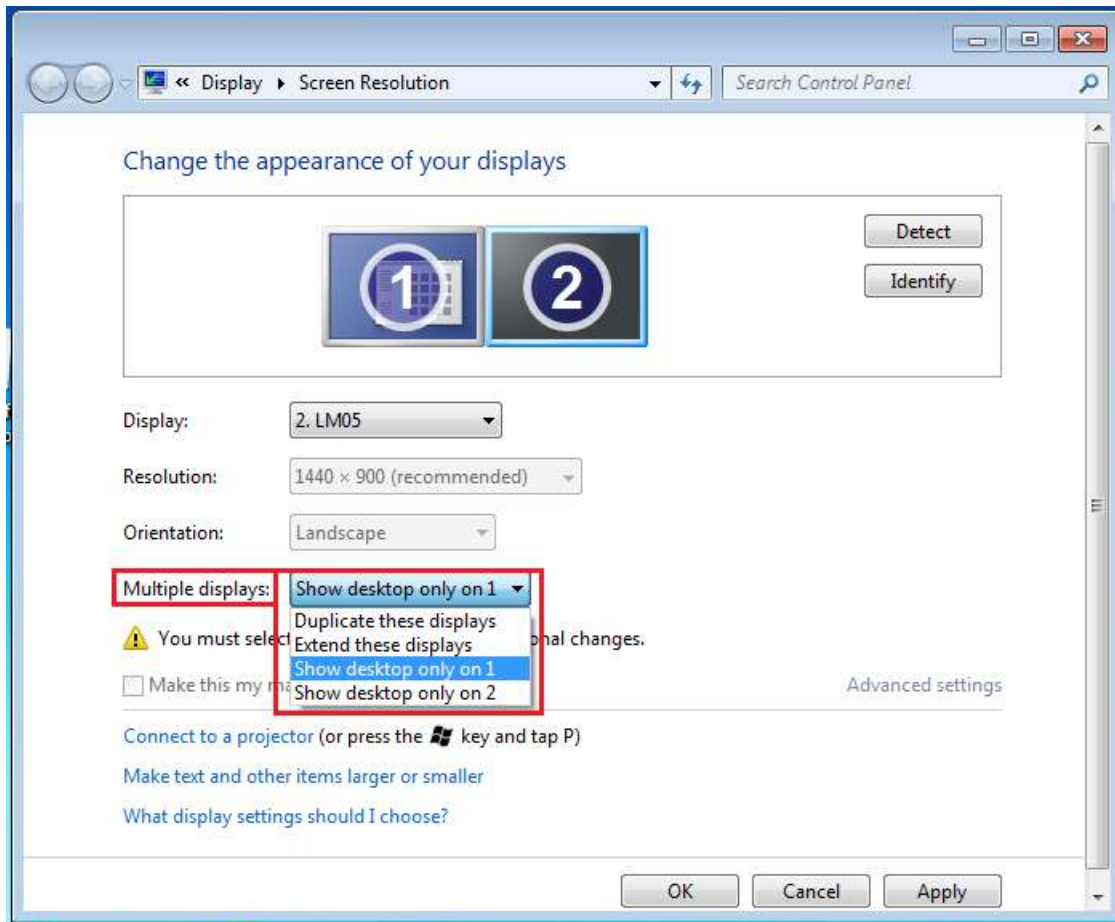 « Display Screen Resolution
Search Control Panel
Change the appearance of your displays
1
2
Detect
Identify
Display:
2. LM05
Resolution:
1440 × 900 (recommended)
Orientation:
Landscape
Multiple displays:
Show desktop only on 1
Duplicate these displays
Extend these displays
Show desktop only on 1
Show desktop only on 2
You must select onal changes.
Make this my ma
Advanced settings
Connect to a projector (or press the key and tap P)
Make text and other items larger or smaller
What display settings should I choose?
OK
Cancel
Apply